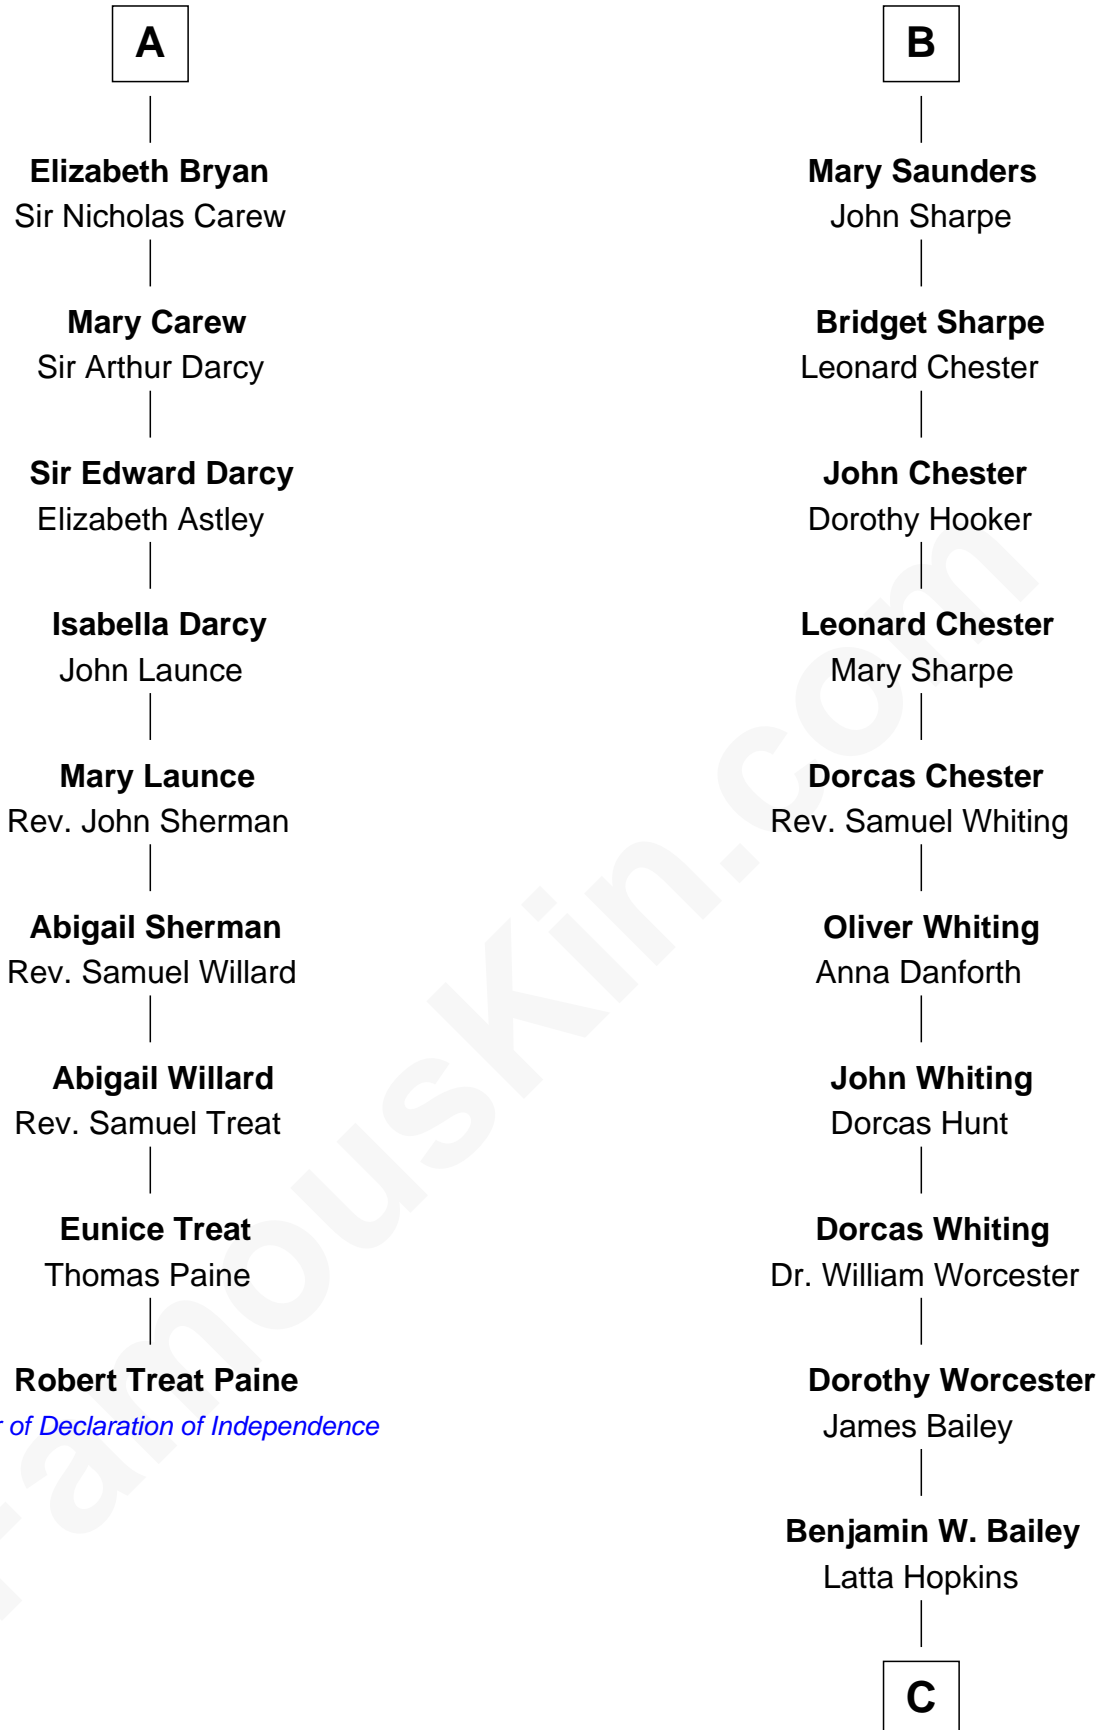 A
Elizabeth Bryan
Sir Nicholas Carew
Mary Carew
Sir Arthur Darcy
Sir Edward Darcy
Elizabeth Astley
Isabella Darcy
John Launce
Mary Launce
Rev. John Sherman
Abigail Sherman
Rev. Samuel Willard
Abigail Willard
Rev. Samuel Treat
Eunice Treat
Thomas Paine
Robert Treat Paine
of Declaration of Independence
B
Mary Saunders
John Sharpe
Bridget Sharpe
Leonard Chester
John Chester
Dorothy Hooker
Leonard Chester
Mary Sharpe
Dorcas Chester
Rev. Samuel Whiting
Oliver Whiting
Anna Danforth
John Whiting
Dorcas Hunt
Dorcas Whiting
Dr. William Worcester
Dorothy Worcester
James Bailey
Benjamin W. Bailey
Latta Hopkins
C
FamousKin.com